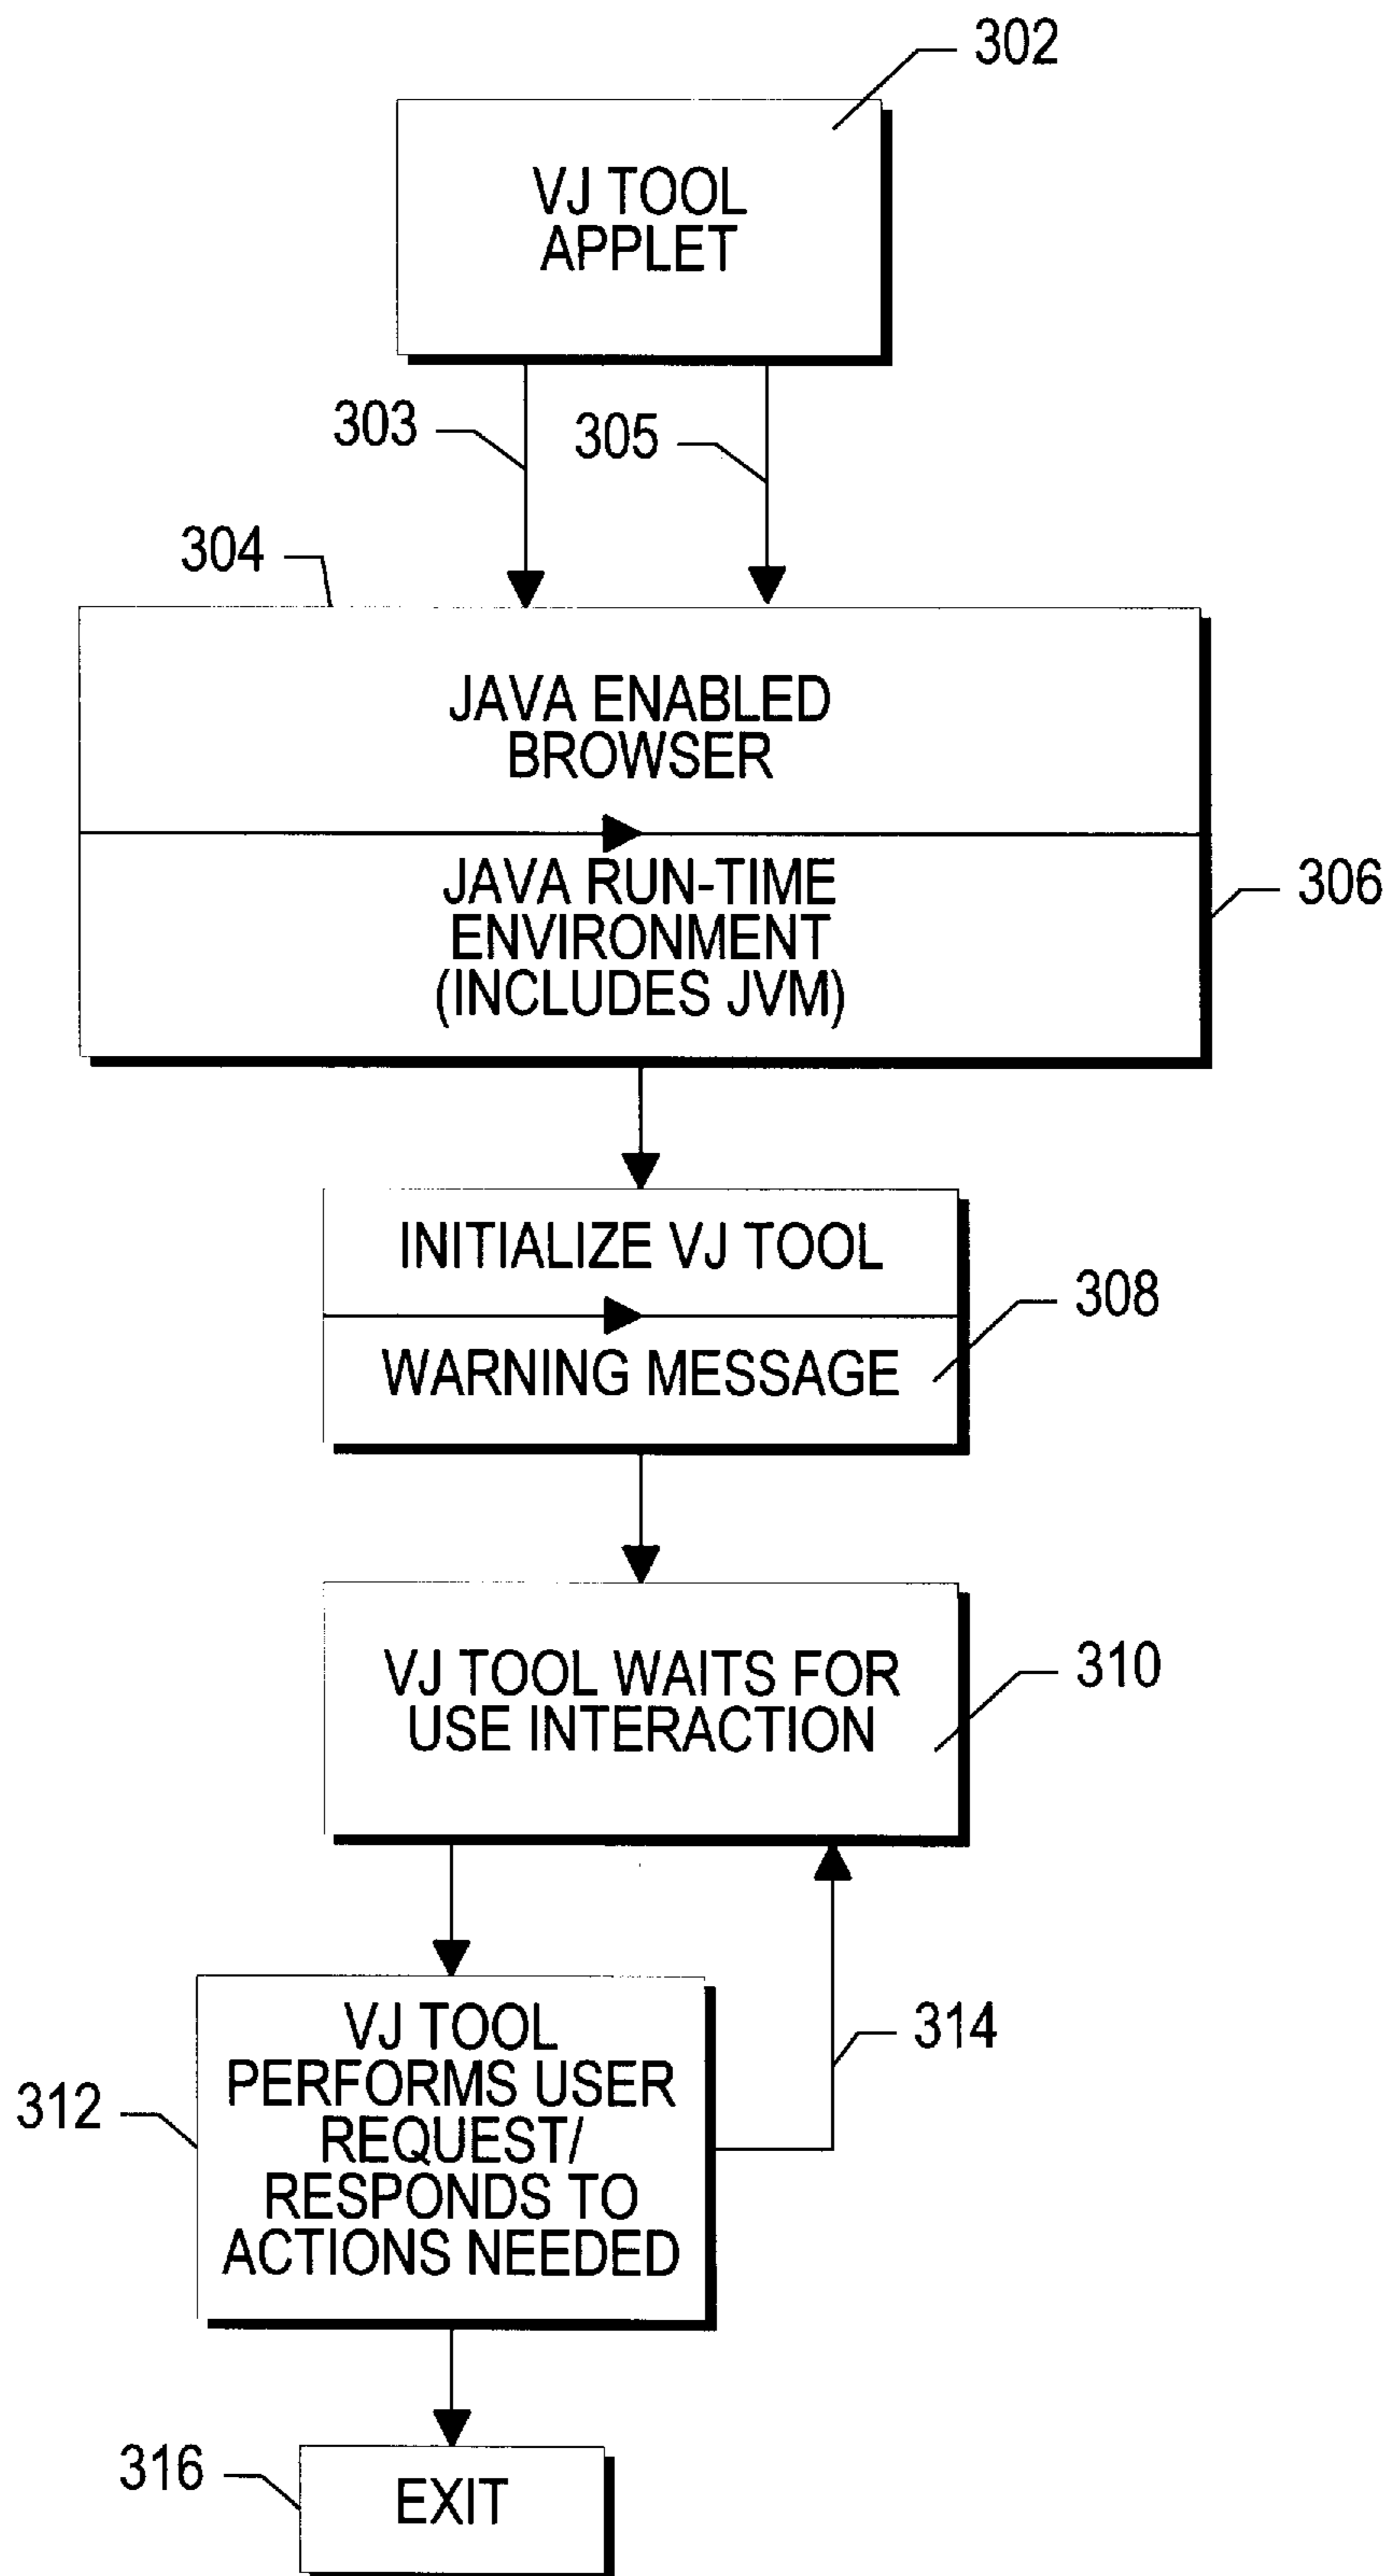 302
VJ TOOL
APPLET
303
305
304
JAVA ENABLED
BROWSER
JAVA RUN-TIME
ENVIRONMENT
(INCLUDES JVM)
306
INITIALIZE VJ TOOL
308
WARNING MESSAGE
VJ TOOL WAITS FOR
USE INTERACTION
310
VJ TOOL
PERFORMS USER
REQUEST/
RESPONDS TO
ACTIONS NEEDED
312
314
316
EXIT